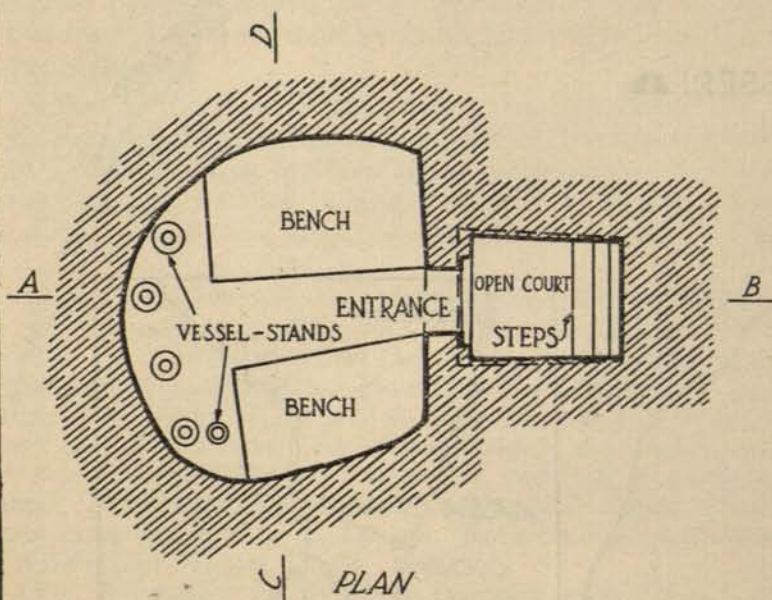 D
BENCH
A
OPEN COURT
B
ENTRANCE
VESSEL-STANDS
STEPS
BENCH
C
PLAN